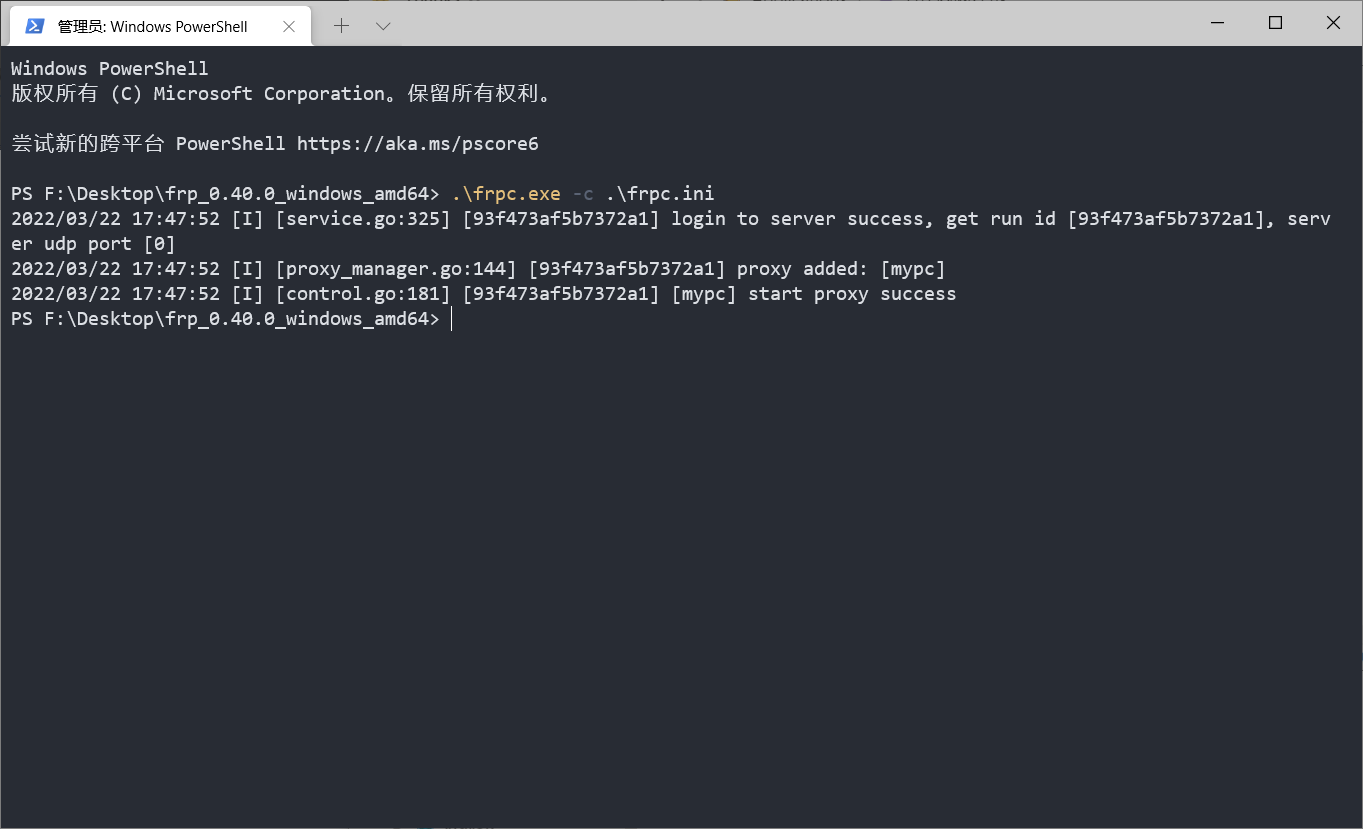 管理员: Windows PowerShell
Windows PowerShell
版权所有 (C) Microsoft Corporation。保留所有权利。
尝试新的跨平台 PowerShell https://aka.ms/pscore6
PS F:\Desktop\frp_0.40.0_windows_amd64> .\frpc.exe -c .\frpc.ini
2022/03/22 17:47:52 [I] [service.go:325] [93f473af5b7372a1] login to server success, get run id [93f473af5b7372a1], serv
er udp port [0]
2022/03/22 17:47:52 [I] [proxy_manager.go:144] [93f473af5b7372a1] proxy added: [mypc]
2022/03/22 17:47:52 [I] [control.go:181] [93f473af5b7372a1] [mypc] start proxy success
PS F:\Desktop\frp_0.40.0_windows_amd64>